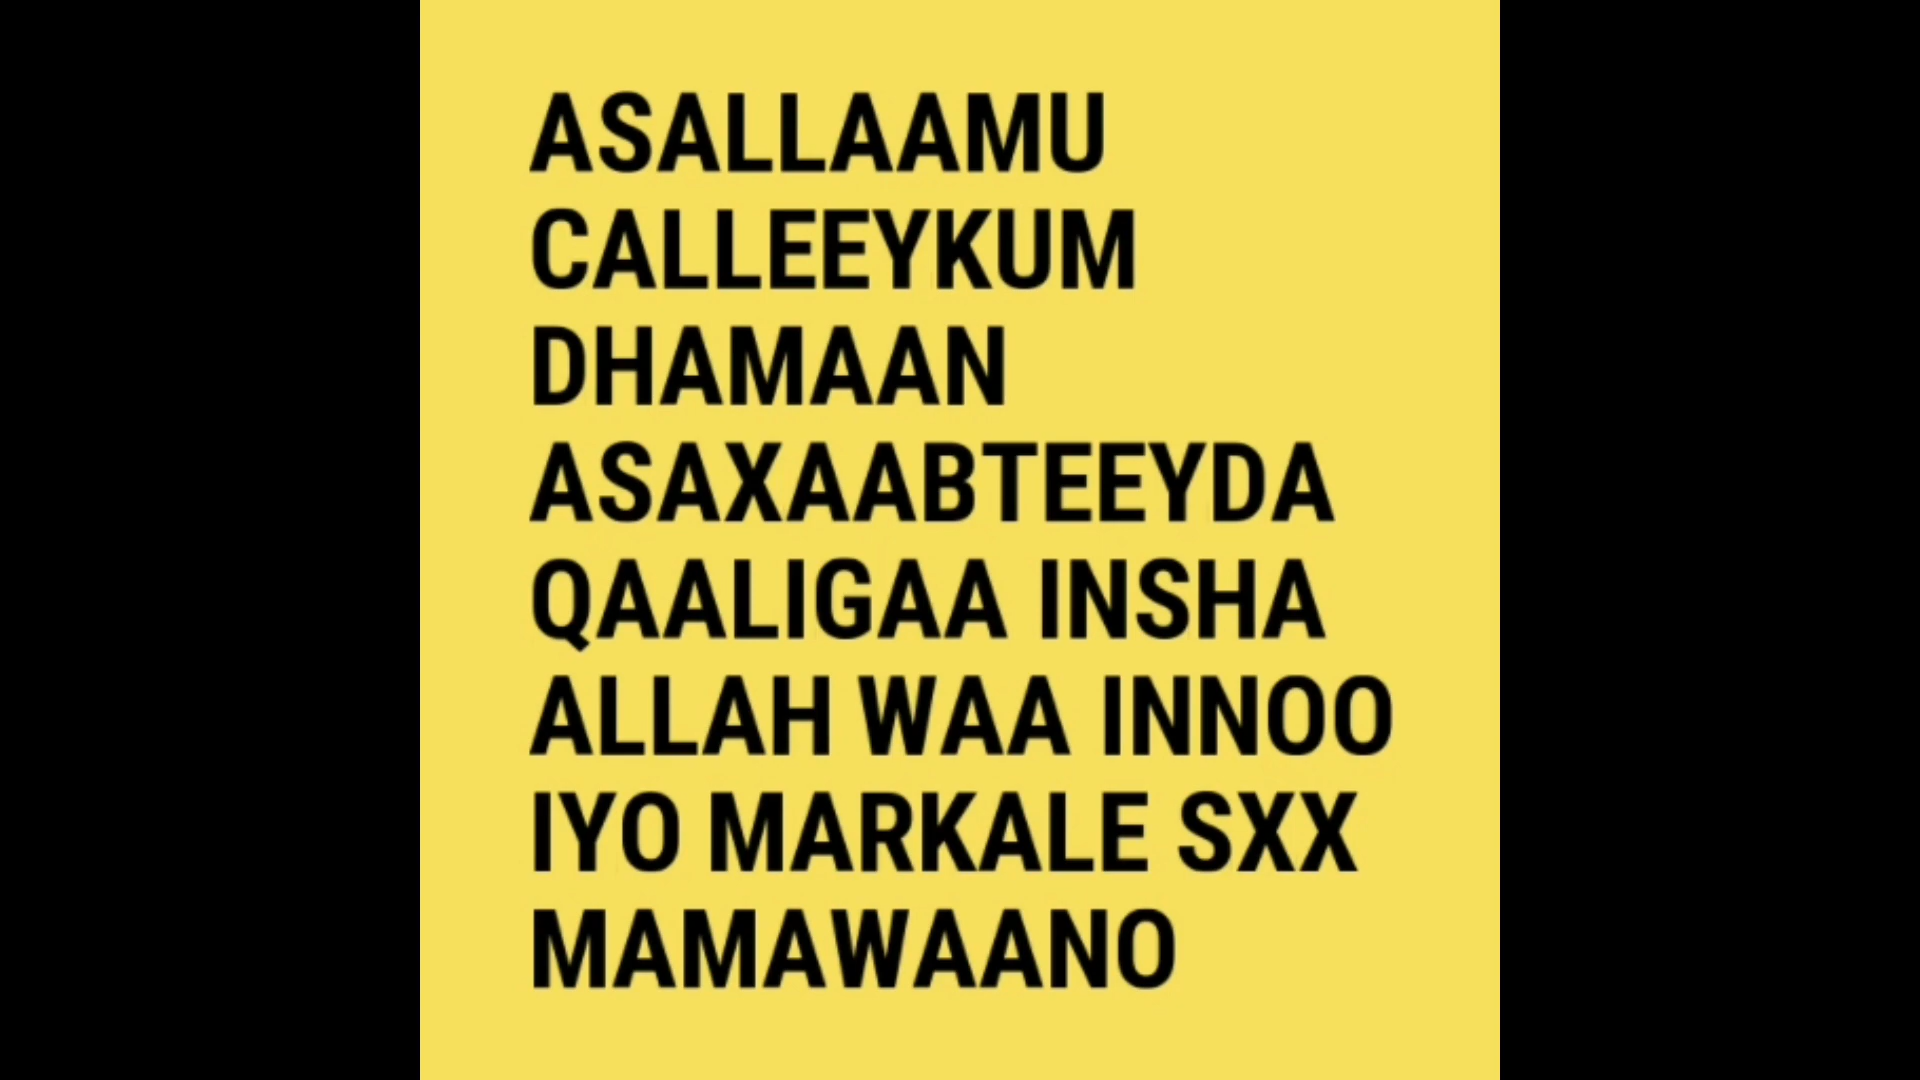 ASALLAAMU
CALLEEYKUM
DHAMAAN
ASAXAABTEEYDA
QAALIGAA INSHA
ALLAH WAA INNOO
IYO MARKALE SXX
MAMAWAANO